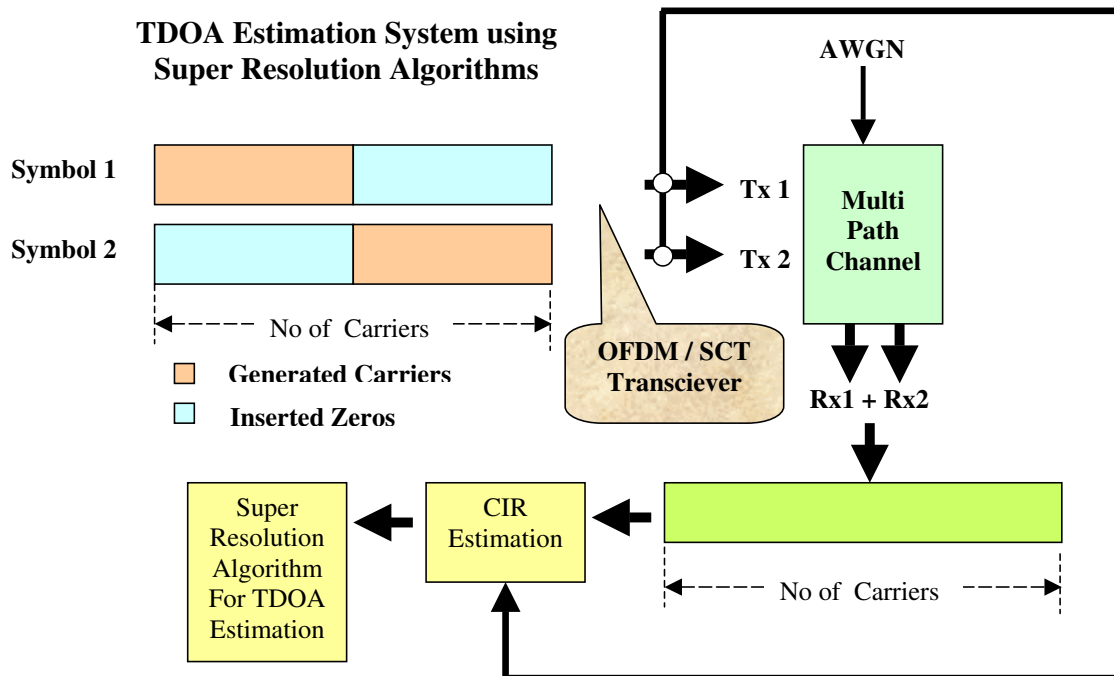 TDOA Estimation System using
Super Resolution Algorithms
AWGN
Symbol 1
Symbol 2
Tx 1
Tx 2
Multi
Path
Channel
No of Carriers
OFDM / SCT
Transciever
Generated Carriers
Inserted Zeros
Rx1 + Rx2
Super
Resolution
Algorithm
For TDOA
Estimation
CIR
Estimation
No of Carriers